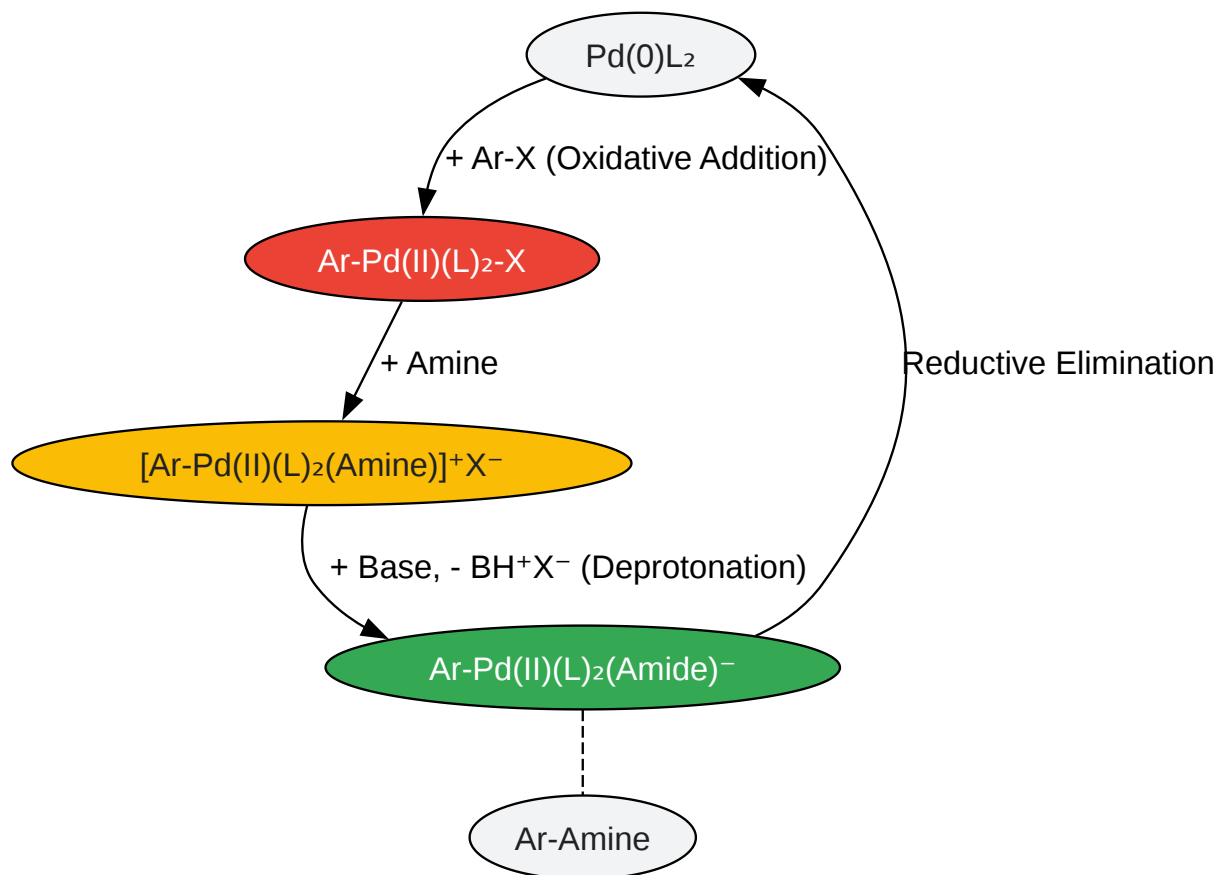 Pd(0)L₂
+ Ar-X (Oxidative Addition)
Ar-Pd(II)(L)₂-X
+ Amine
Reductive Elimination
[Ar-Pd(II)(L)₂(Amine)]⁺X⁻
+ Base, - BH⁺X⁻ (Deprotonation)
Ar-Pd(II)(L)₂(Amide)⁻
Ar-Amine